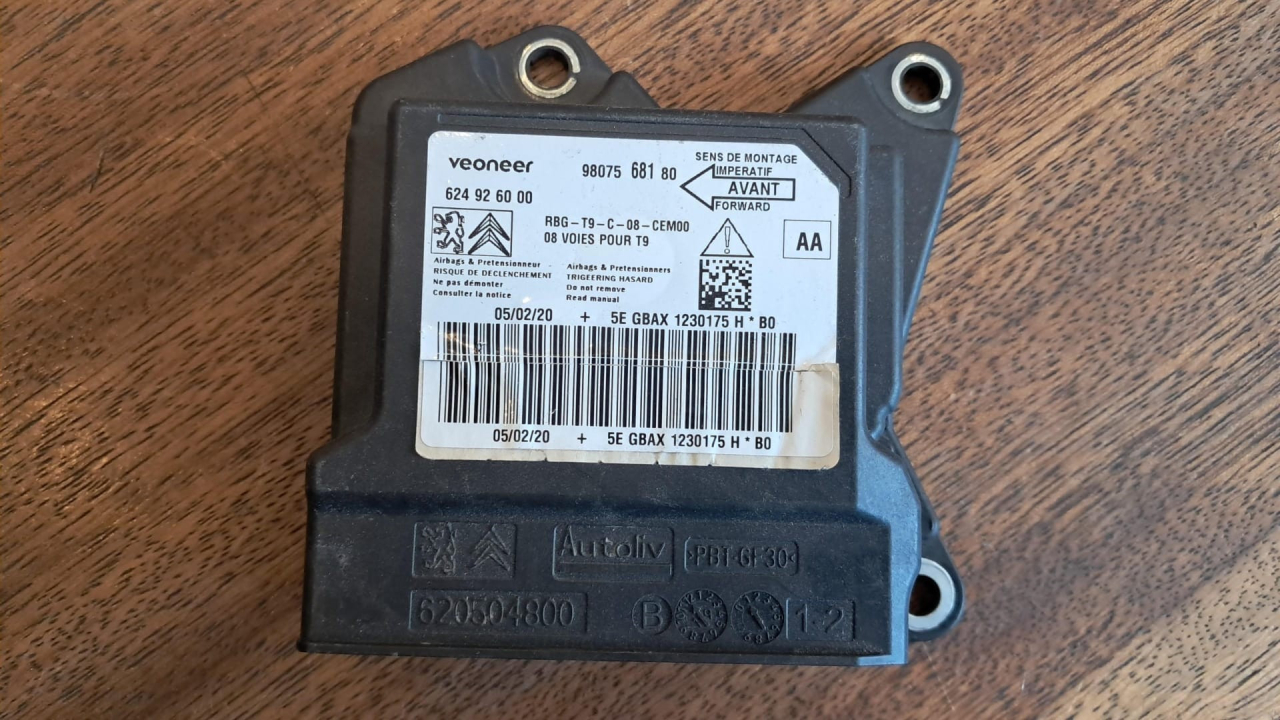 veoneer
98075 681 80
SENS DE MONTAGE
IMPERATIF
AVANT
FORWARD
624 92 60 00
RBG-T9-C-08-CEM00
08 VOIES POUR T9
AA
Airbags & Pretensionneur
RISQUE DE DECLENCHEMENT
Ne pas démonter
Consulter la notice
Airbags & Pretensionners
TRIGEERING HASARD
Do not remove
Read manual
05/02/20 + 5E GBAX 1230175 H * B0
05/02/20 + 5E GBAX 1230175 H * B0
Autoliv
>PBT-GF30<
620504800
B
1-2